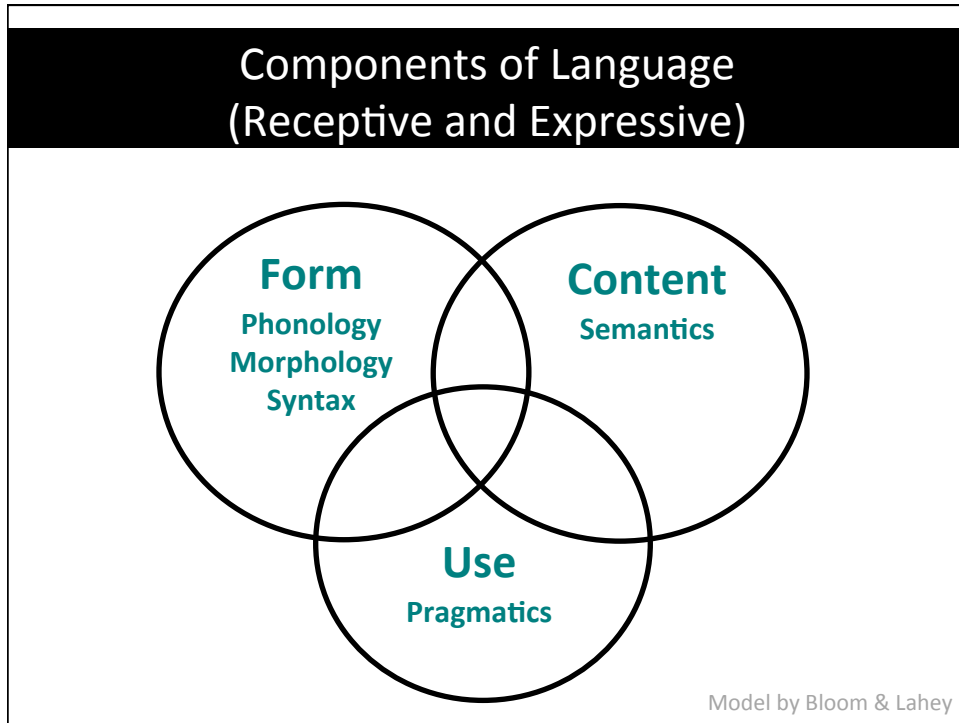 Components of Language
(Receptive and Expressive)
Form
Phonology
Morphology
Syntax
Content
Semantics
Use
Pragmatics
Model by Bloom & Lahey